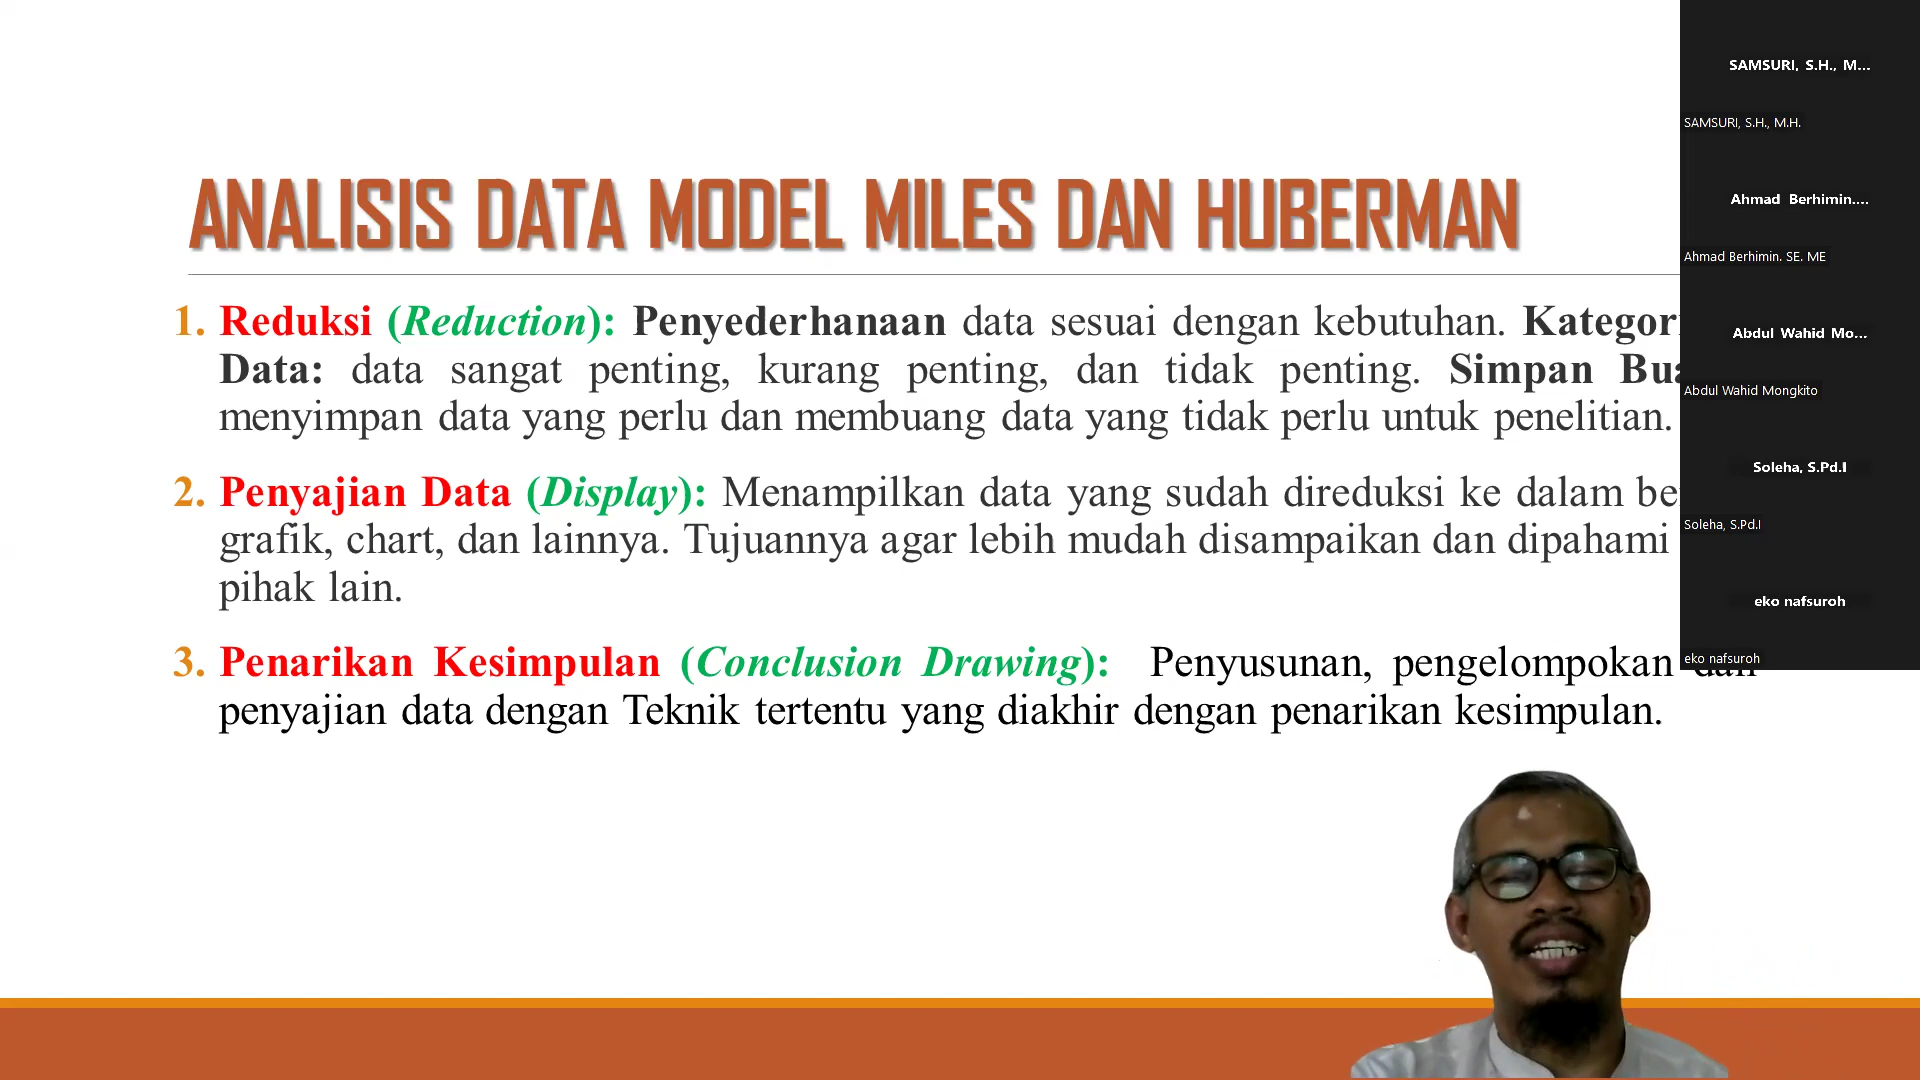 ANALISIS DATA MODEL MILES DAN HUBERMAN
1. Reduksi (Reduction): Penyederhanaan data sesuai dengan kebutuhan.
Data: data sangat penting, kurang penting, dan tidak penting. Simpan
menyimpan data yang perlu dan membuang data yang tidak perlu untuk penelitian.
2. Penyajian Data (Display): Menampilkan data yang sudah direduksi ke dalam
grafik, chart, dan lainnya. Tujuannya agar lebih mudah disampaikan dan dipahami
pihak lain.
3. Penarikan Kesimpulan (Conclusion Drawing): Penyusunan, pengelompokan dan
penyajian data dengan Teknik tertentu yang diakhir dengan penarikan kesimpulan.
SAMSURI, S.H., M...
SAMSURI, S.H., M.H.
Ahmad Berhimin....
Ahmad Berhimin. SE. ME
Abdul Wahid Mo...
Abdul Wahid Mongkito
Soleha, S.Pd.I
Soleha, S.Pd.I
eko nafsuroh
eko nafsuroh